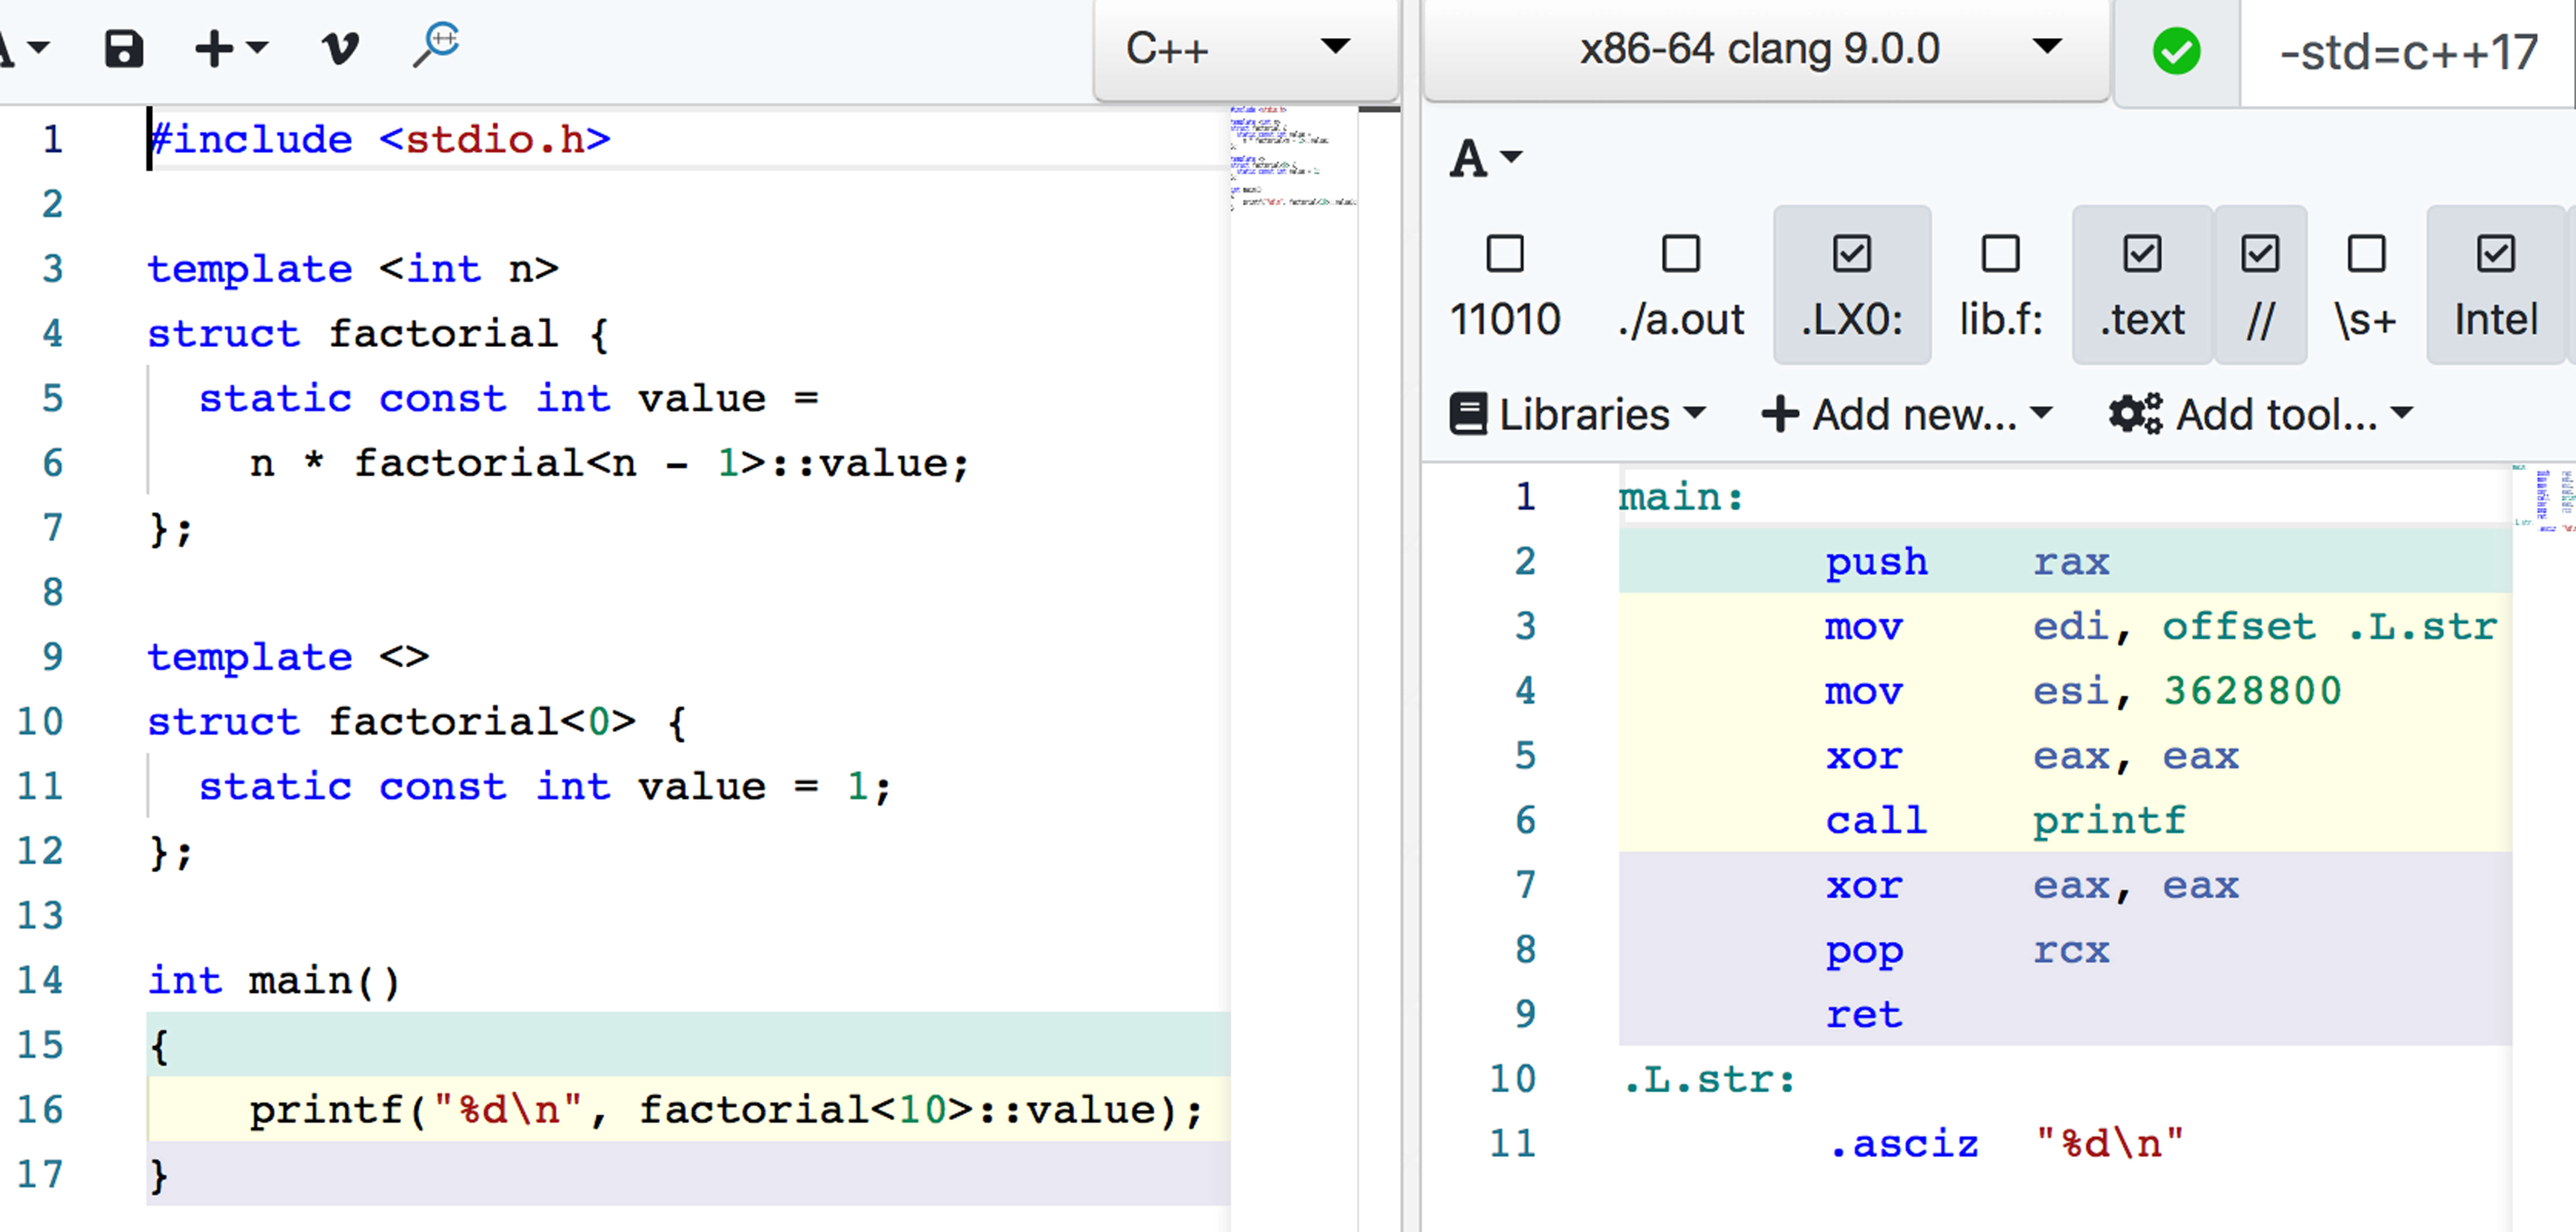 A
C++
x86-64 clang 9.0.0
-std=c++17
1 #include <stdio.h>
2
3 template <int n>
4 struct factorial {
5 static const int value =
6 n * factorial<n - 1>::value;
7 };
8
9 template <>
10 struct factorial<0> {
11 static const int value = 1;
12 };
13
14 int main()
15 {
16 printf("%d\n", factorial<10>::value);
17 }
A
11010 ./a.out .LX0: lib.f: .text // \s+ Intel
Libraries + Add new... Add tool...
1 main:
2 push rax
3 mov edi, offset .L.str
4 mov esi, 3628800
5 xor eax, eax
6 call printf
7 xor eax, eax
8 pop rcx
9 ret
10 .L.str:
11 .asciz "%d\n"